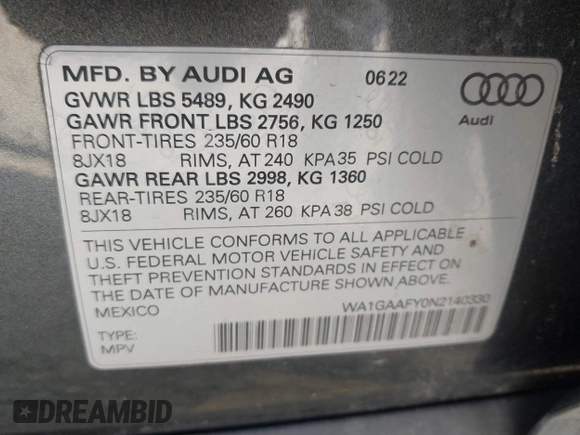 MFD. BY AUDI AG 06 22
GVWR LBS 5489, KG 2490
GAWR FRONT LBS 2756, KG 1250
FRONT-TIRES 235/60 R18
8JX18 RIMS, AT 240 KPA 35 PSI COLD
GAWR REAR LBS 2998, KG 1360
REAR-TIRES 235/60 R18
8JX18 RIMS, AT 260 KPA 38 PSI COLD
Audi
THIS VEHICLE CONFORMS TO ALL APPLICABLE
U.S. FEDERAL MOTOR VEHICLE SAFETY AND
THEFT PREVENTION STANDARDS IN EFFECT ON
THE DATE OF MANUFACTURE SHOWN ABOVE.
MEXICO WA1GAAFY0N2140330
TYPE:
MPV
DREAMBID